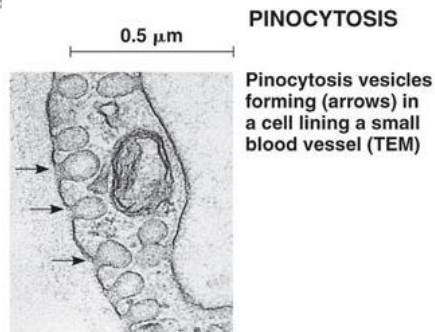 PINOCYTOSIS
0.5 μm
Pinocytosis vesicles
forming (arrows) in
a cell lining a small
blood vessel (TEM)